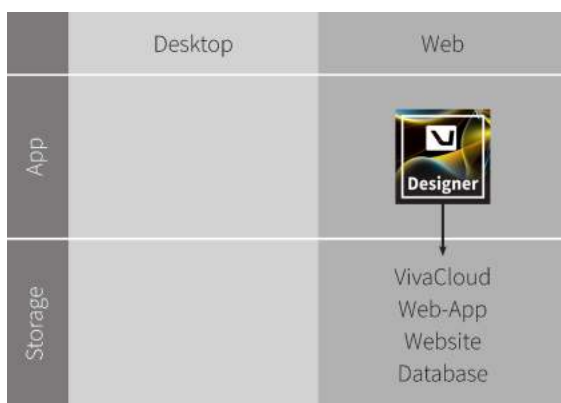 Desktop
Web
App
Designer
Storage
VivaCloud
Web-App
Website
Database